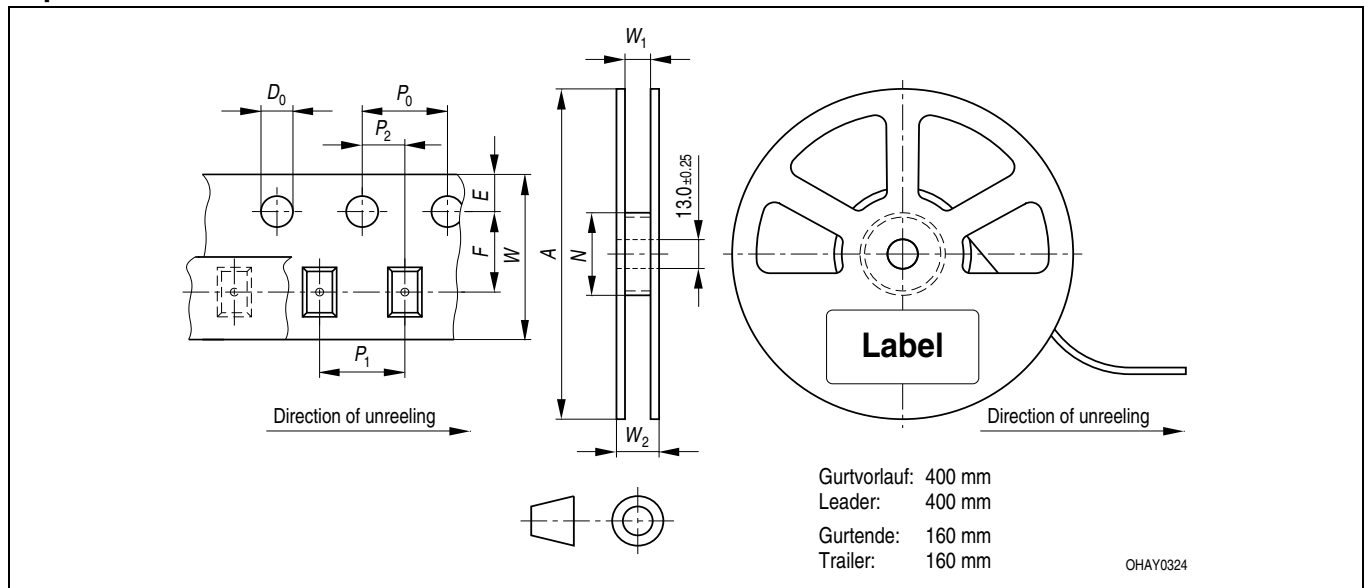 W1
D0
P0
P2
E
F
W
A
N
13.0±0.25
P1
Label
Direction of unreeling
W2
Direction of unreeling
Gurtvorlauf: 400 mm
Leader: 400 mm
Gurtende: 160 mm
Trailer: 160 mm
OHAY0324